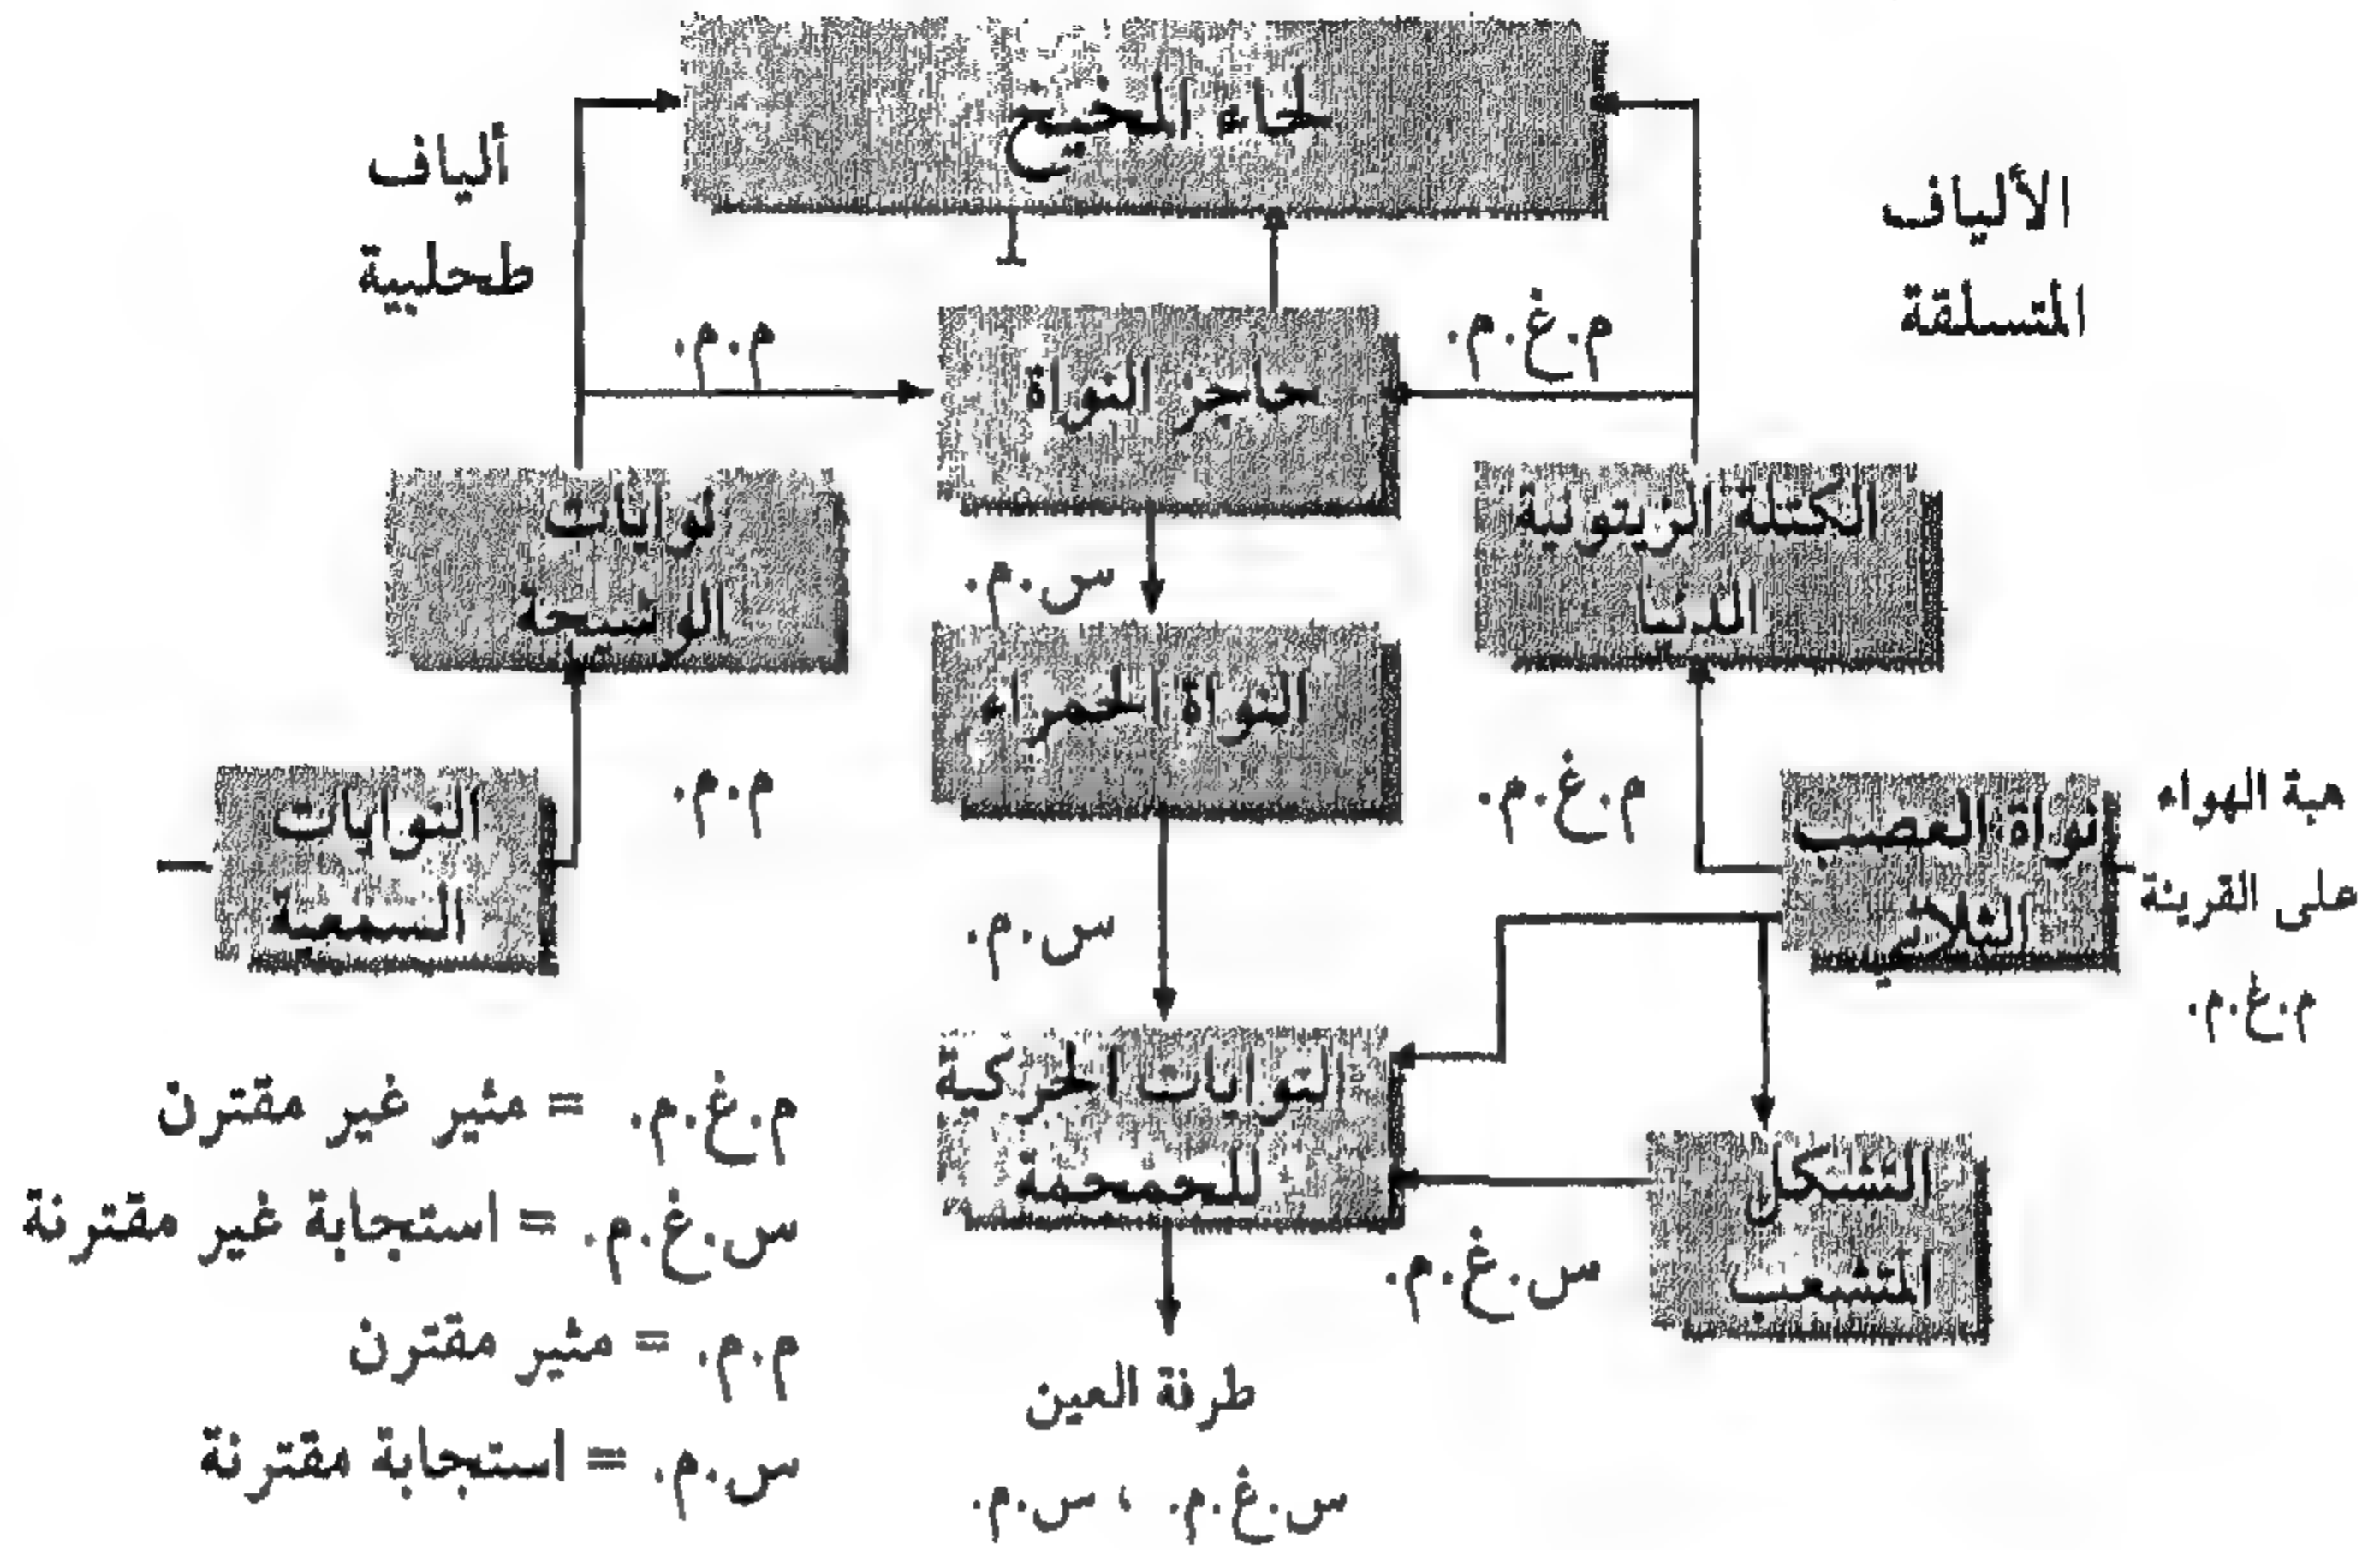 لحاء المخيخ
ألياف
طحلبية
الألياف
المتسلقة
م.م.
م.غ.م.
حاجز النواة
نوايات
الوشيجة
الكتلة الزيتونية
الدنيا
س.م.
النواة الحمراء
م.م.
م.غ.م.
النوايات
السمعية
نواة العصب
الثلاثي
هبة الهواء
على القرينة
م.غ.م.
س.م.
النوايات الحركية
للجمجمة
التشكل
المتشعب
س.غ.م.
طرفة العين
س.غ.م. ، س.م.
م.غ.م. = مثير غير مقترن
س.غ.م. = استجابة غير مقترنة
م.م. = مثير مقترن
س.م. = استجابة مقترنة